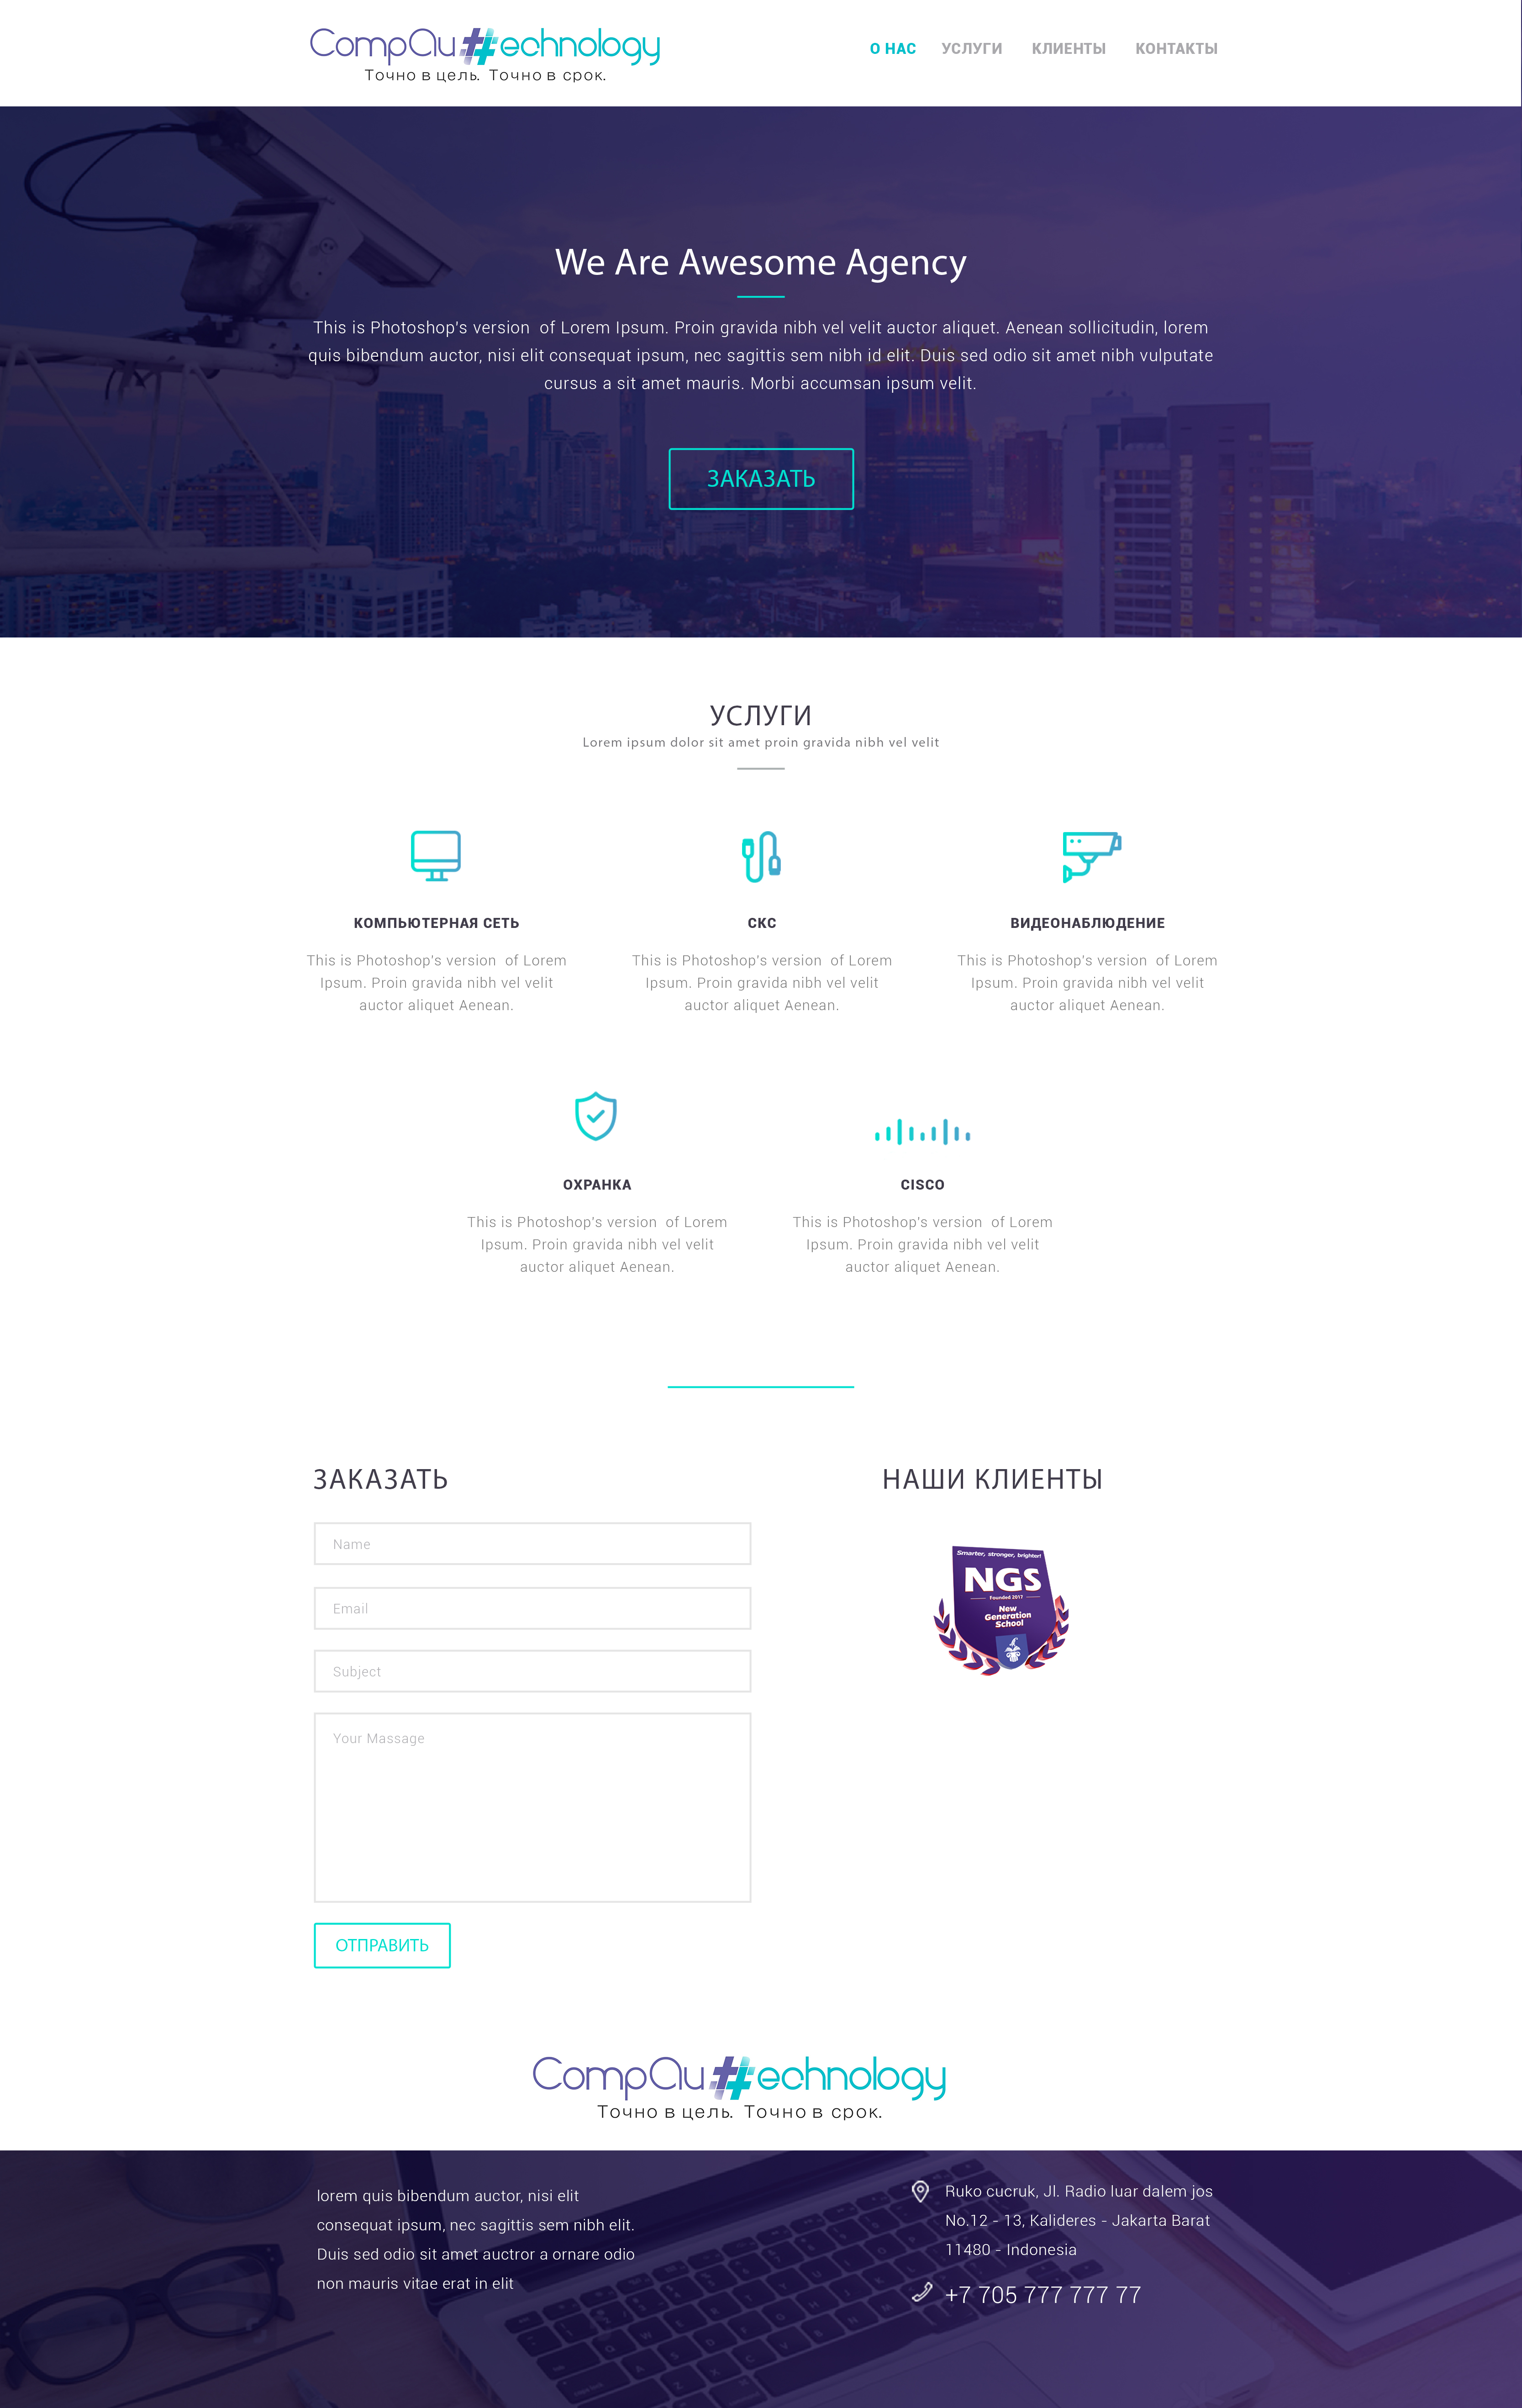 CompAu#echnology
Точно в цель. Точно в срок.
О НАС УСЛУГИ КЛИЕНТЫ КОНТАКТЫ
We Are Awesome Agency
This is Photoshop's version of Lorem Ipsum. Proin gravida nibh vel velit auctor aliquet. Aenean sollicitudin, lorem
quis bibendum auctor, nisi elit consequat ipsum, nec sagittis sem nibh id elit. Duis sed odio sit amet nibh vulputate
cursus a sit amet mauris. Morbi accumsan ipsum velit.
ЗАКАЗАТЬ
УСЛУГИ
Lorem ipsum dolor sit amet proin gravida nibh vel velit
КОМПЬЮТЕРНАЯ СЕТЬ
This is Photoshop's version of Lorem
Ipsum. Proin gravida nibh vel velit
auctor aliquet Aenean.
СКС
This is Photoshop's version of Lorem
Ipsum. Proin gravida nibh vel velit
auctor aliquet Aenean.
ВИДЕОНАБЛЮДЕНИЕ
This is Photoshop's version of Lorem
Ipsum. Proin gravida nibh vel velit
auctor aliquet Aenean.
ОХРАНКА
This is Photoshop's version of Lorem
Ipsum. Proin gravida nibh vel velit
auctor aliquet Aenean.
CISCO
This is Photoshop's version of Lorem
Ipsum. Proin gravida nibh vel velit
auctor aliquet Aenean.
ЗАКАЗАТЬ
Name
Email
Subject
Your Massage
ОТПРАВИТЬ
НАШИ КЛИЕНТЫ
Smarter, stronger, brighter!
NGS
Founded 2017
New
Generation
School
CompAu#echnology
Точно в цель. Точно в срок.
lorem quis bibendum auctor, nisi elit
consequat ipsum, nec sagittis sem nibh elit.
Duis sed odio sit amet auctror a ornare odio
non mauris vitae erat in elit
Ruko cucruk, Jl. Radio luar dalem jos
No.12 - 13, Kalideres - Jakarta Barat
11480 - Indonesia
+7 705 777 777 77